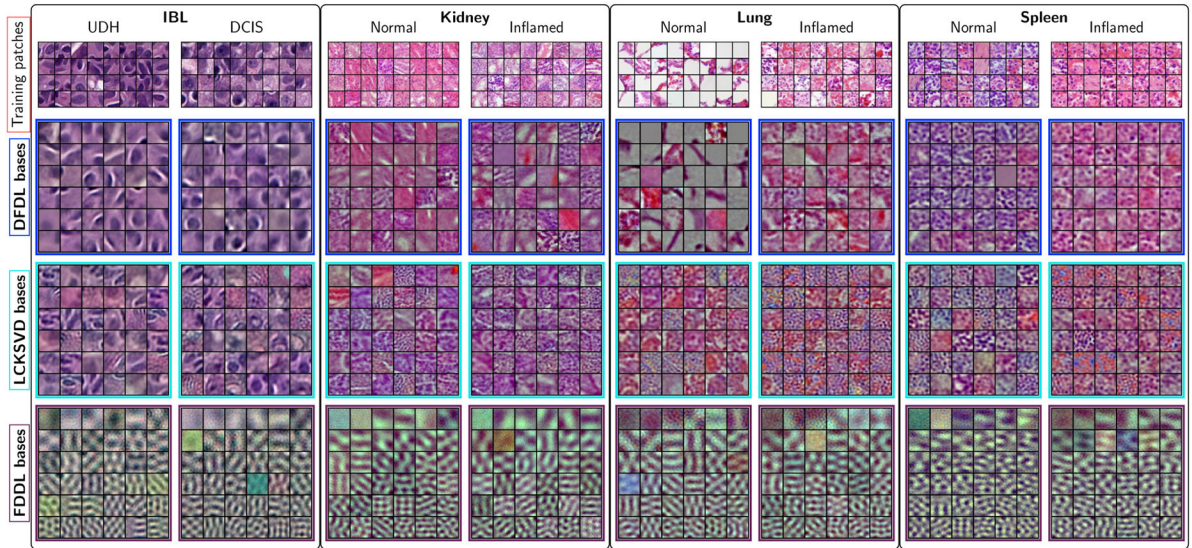 IBL
Kidney
Lung
Spleen
UDH
DCIS
Normal
Inflamed
Normal
Inflamed
Normal
Inflamed
Training patches
DFDL bases
LCKSVD bases
FDDL bases